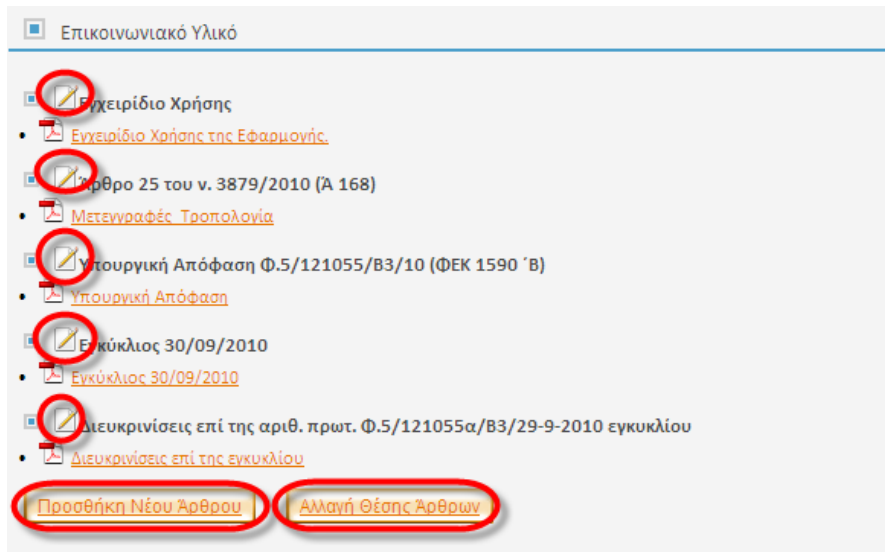 Επικοινωνιακό Υλικό
Εγχειρίδιο Χρήσης
Εγχειρίδιο Χρήσης της Εφαρμογής.
Άρθρο 25 του ν. 3879/2010 (Ά 168)
Μετεγγραφές_Τροπολογία
Υπουργική Απόφαση Φ.5/121055/Β3/10 (ΦΕΚ 1590 ΄Β)
Υπουργική Απόφαση
Εγκύκλιος 30/09/2010
Εγκύκλιος 30/09/2010
Διευκρινίσεις επί της αριθ. πρωτ. Φ.5/121055α/Β3/29-9-2010 εγκυκλίου
Διευκρινίσεις επί της εγκυκλίου
Προσθήκη Νέου Άρθρου Αλλαγή Θέσης Άρθρων